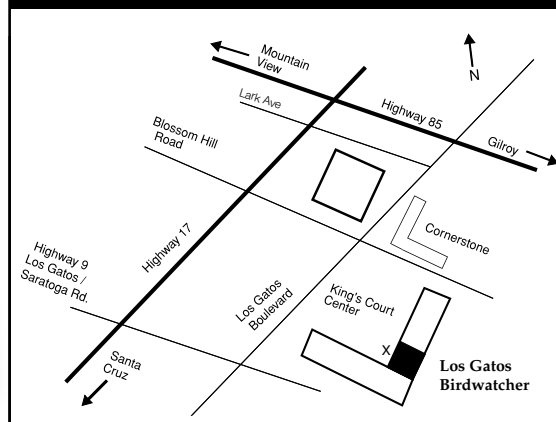 Mountain
View
N
Lark Ave
Highway 85
Blossom Hill
Road
Gilroy
Highway 17
Cornerstone
Highway 9
Los Gatos /
Saratoga Rd.
Los Gatos
Boulevard
King's Court
Center
X
Santa
Cruz
Los Gatos
Birdwatcher